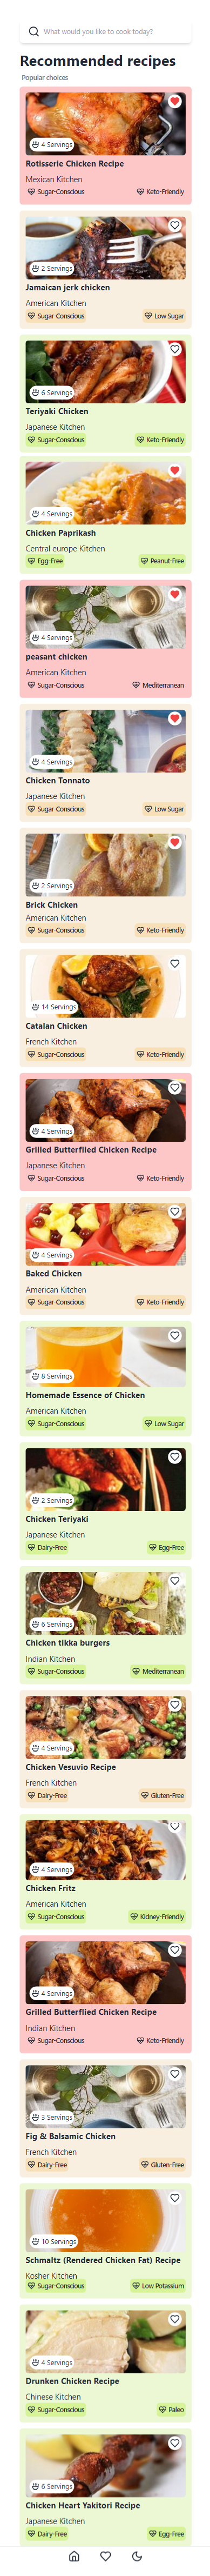 What would you like to cook today?
Recommended recipes
Popular choices
4 Servings
Rotisserie Chicken Recipe
Mexican Kitchen
Sugar-Conscious Keto-Friendly
2 Servings
Jamaican jerk chicken
American Kitchen
Sugar-Conscious Low Sugar
6 Servings
Teriyaki Chicken
Japanese Kitchen
Sugar-Conscious Keto-Friendly
4 Servings
Chicken Paprikash
Central europe Kitchen
Egg-Free Peanut-Free
4 Servings
peasant chicken
American Kitchen
Sugar-Conscious Mediterranean
4 Servings
Chicken Tonnato
Japanese Kitchen
Sugar-Conscious Low Sugar
2 Servings
Brick Chicken
American Kitchen
Sugar-Conscious Keto-Friendly
14 Servings
Catalan Chicken
French Kitchen
Sugar-Conscious Keto-Friendly
4 Servings
Grilled Butterflied Chicken Recipe
Japanese Kitchen
Sugar-Conscious Keto-Friendly
4 Servings
Baked Chicken
American Kitchen
Sugar-Conscious Keto-Friendly
8 Servings
Homemade Essence of Chicken
American Kitchen
Sugar-Conscious Low Sugar
2 Servings
Chicken Teriyaki
Japanese Kitchen
Dairy-Free Egg-Free
6 Servings
Chicken tikka burgers
Indian Kitchen
Sugar-Conscious Mediterranean
4 Servings
Chicken Vesuvio Recipe
French Kitchen
Dairy-Free Gluten-Free
4 Servings
Chicken Fritz
American Kitchen
Sugar-Conscious Kidney-Friendly
4 Servings
Grilled Butterflied Chicken Recipe
Indian Kitchen
Sugar-Conscious Keto-Friendly
3 Servings
Fig & Balsamic Chicken
French Kitchen
Dairy-Free Gluten-Free
10 Servings
Schmaltz (Rendered Chicken Fat) Recipe
Kosher Kitchen
Sugar-Conscious Low Potassium
4 Servings
Drunken Chicken Recipe
Chinese Kitchen
Sugar-Conscious Paleo
6 Servings
Chicken Heart Yakitori Recipe
Japanese Kitchen
Dairy-Free Egg-Free